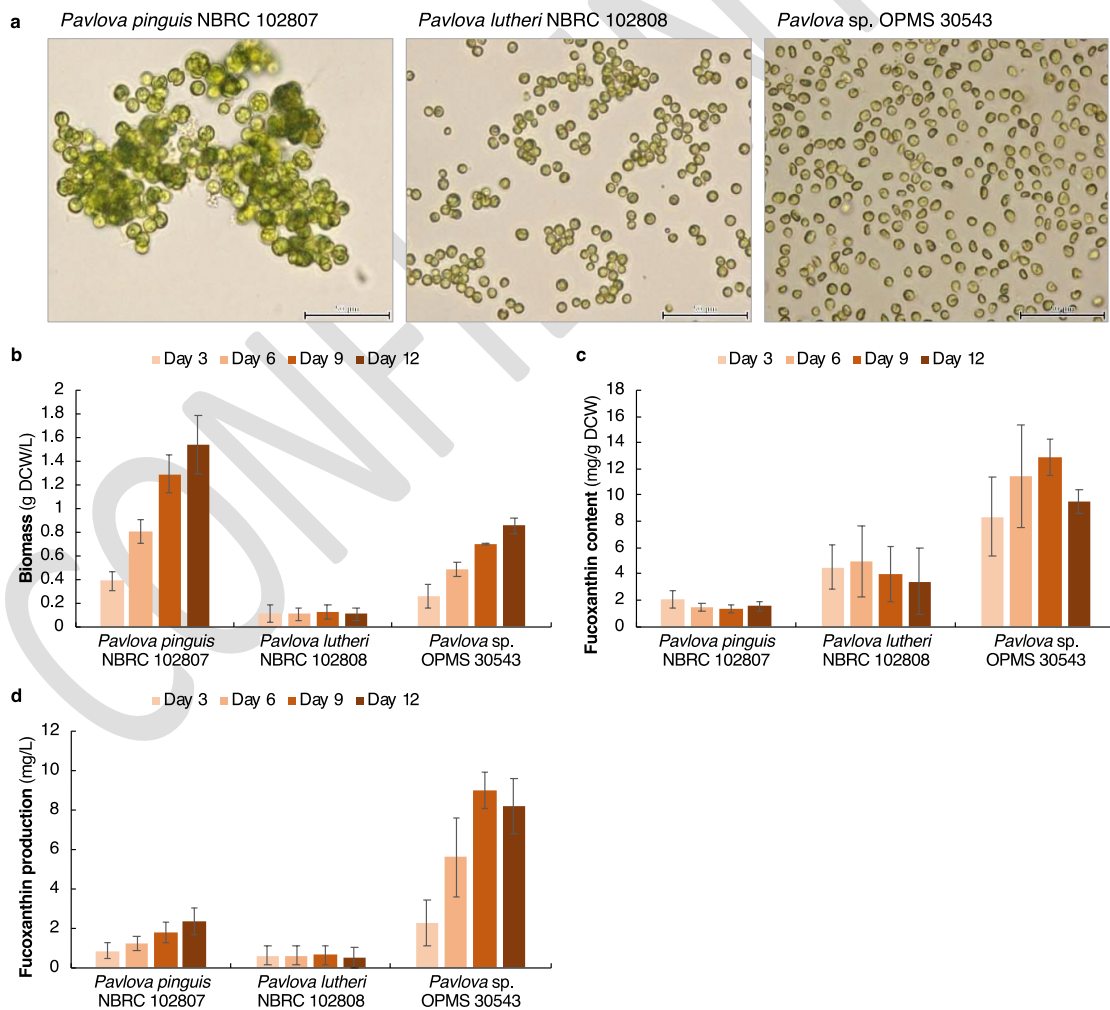 a
Pavlova pinguis NBRC 102807
Pavlova lutheri NBRC 102808
Pavlova sp. OPMS 30543
50 µm
50 µm
50 µm
b
Day 3 Day 6 Day 9 Day 12
Biomass (g DCW/L)
2
1.8
1.6
1.4
1.2
1
0.8
0.6
0.4
0.2
0
Pavlova pinguis
NBRC 102807
Pavlova lutheri
NBRC 102808
Pavlova sp.
OPMS 30543
c
Day 3 Day 6 Day 9 Day 12
Fucoxanthin content (mg/g DCW)
18
16
14
12
10
8
6
4
2
0
Pavlova pinguis
NBRC 102807
Pavlova lutheri
NBRC 102808
Pavlova sp.
OPMS 30543
d
Day 3 Day 6 Day 9 Day 12
Fucoxanthin production (mg/L)
12
10
8
6
4
2
0
Pavlova pinguis
NBRC 102807
Pavlova lutheri
NBRC 102808
Pavlova sp.
OPMS 30543